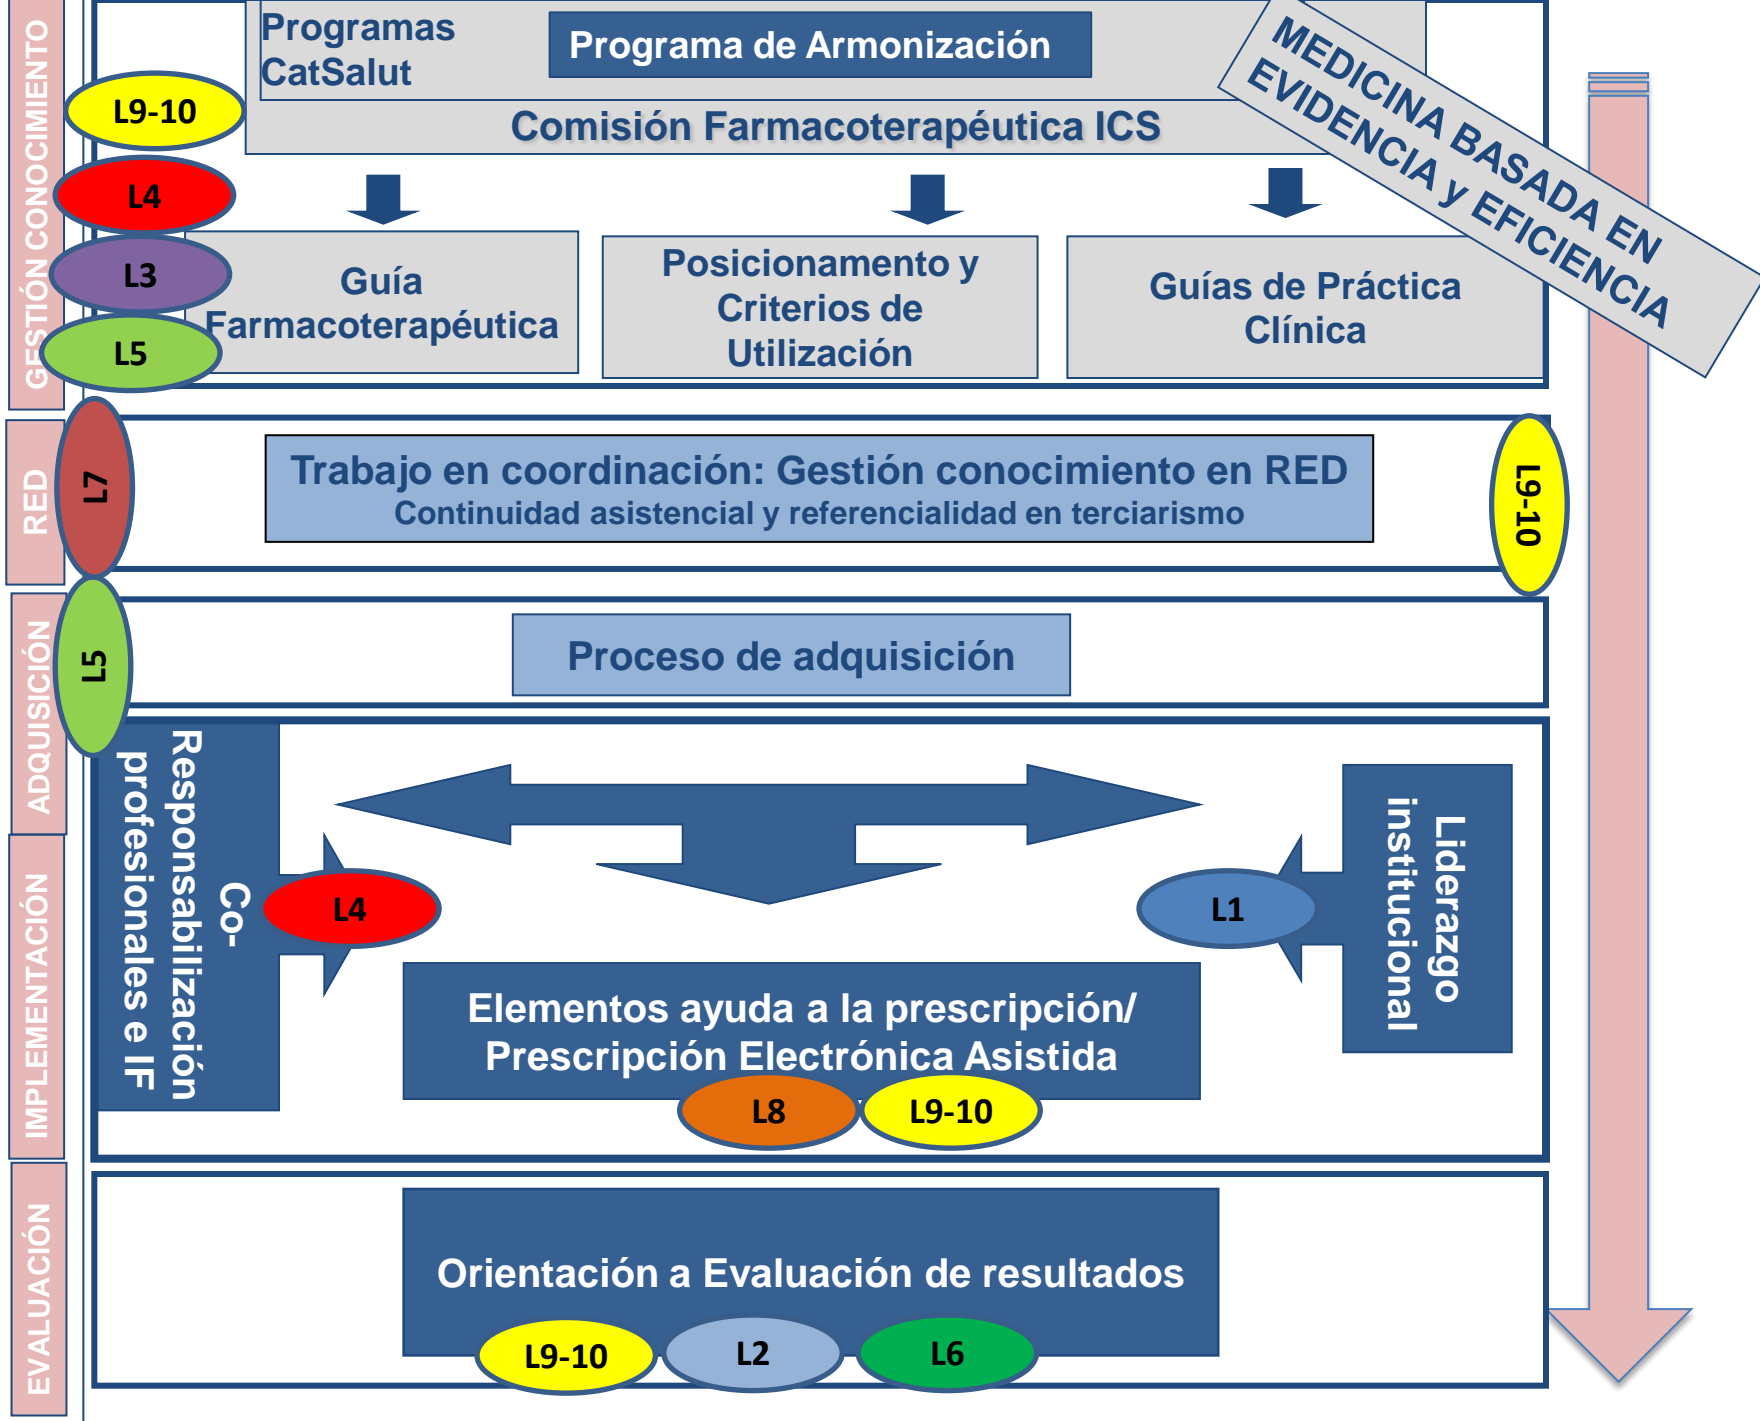 GESTIÓN CONOCIMIENTO
Programas
CatSalut
Programa de Armonización
Comisión Farmacoterapéutica ICS
MEDICINA BASADA EN
EVIDENCIA y EFICIENCIA
L9-10
L4
L3
L5
Guía
Farmacoterapéutica
Posicionamento y
Criterios de
Utilización
Guías de Práctica
Clínica
RED
L7
Trabajo en coordinación: Gestión conocimiento en RED
Continuidad asistencial y referencialidad en terciarismo
L9-10
ADQUISICIÓN
L5
Proceso de adquisición
IMPLEMENTACIÓN
Co-
Responsabilización
profesionales e IF
L4
L1
Liderazgo
institucional
Elementos ayuda a la prescripción/
Prescripción Electrónica Asistida
L8
L9-10
EVALUACIÓN
Orientación a Evaluación de resultados
L9-10
L2
L6